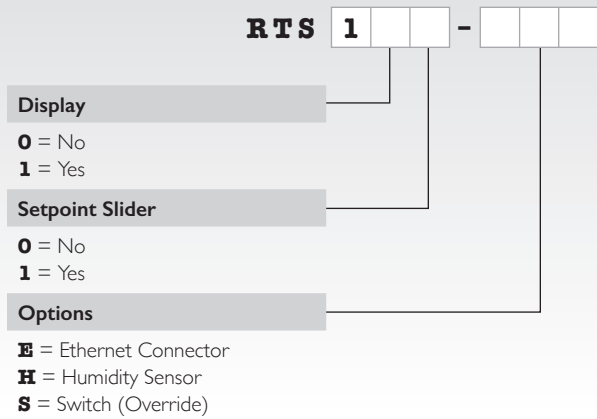 RTS 1 -
Display
0 = No
1 = Yes
Setpoint Slider
0 = No
1 = Yes
Options
E = Ethernet Connector
H = Humidity Sensor
S = Switch (Override)